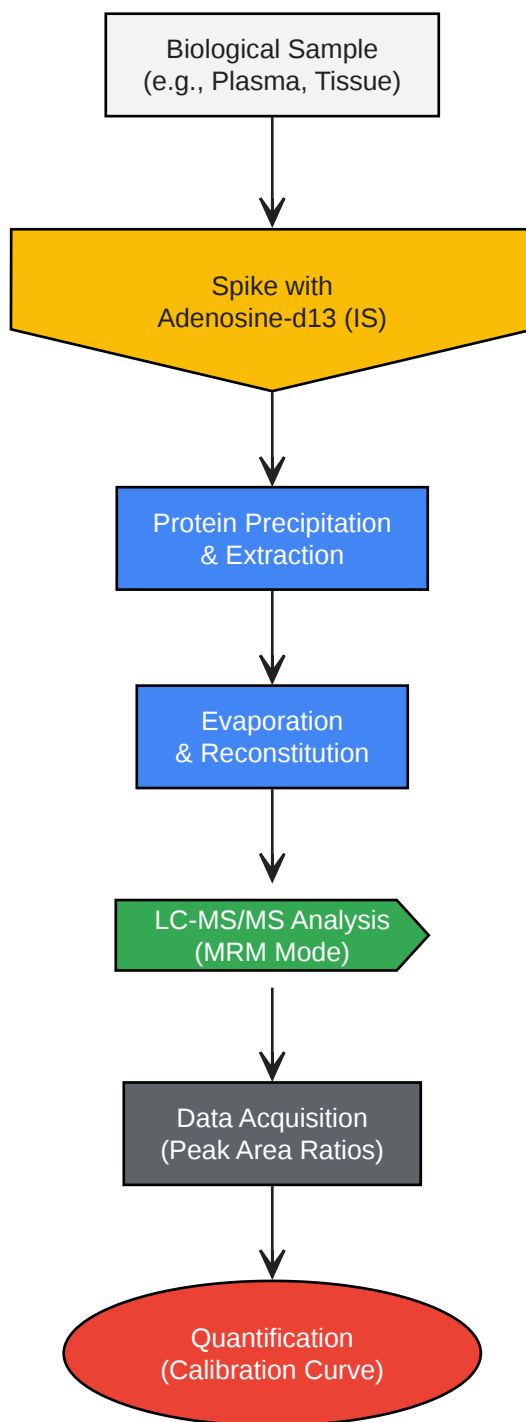 Biological Sample
(e.g., Plasma, Tissue)
Spike with
Adenosine-d13 (IS)
Protein Precipitation
& Extraction
Evaporation
& Reconstitution
LC-MS/MS Analysis
(MRM Mode)
Data Acquisition
(Peak Area Ratios)
Quantification
(Calibration Curve)